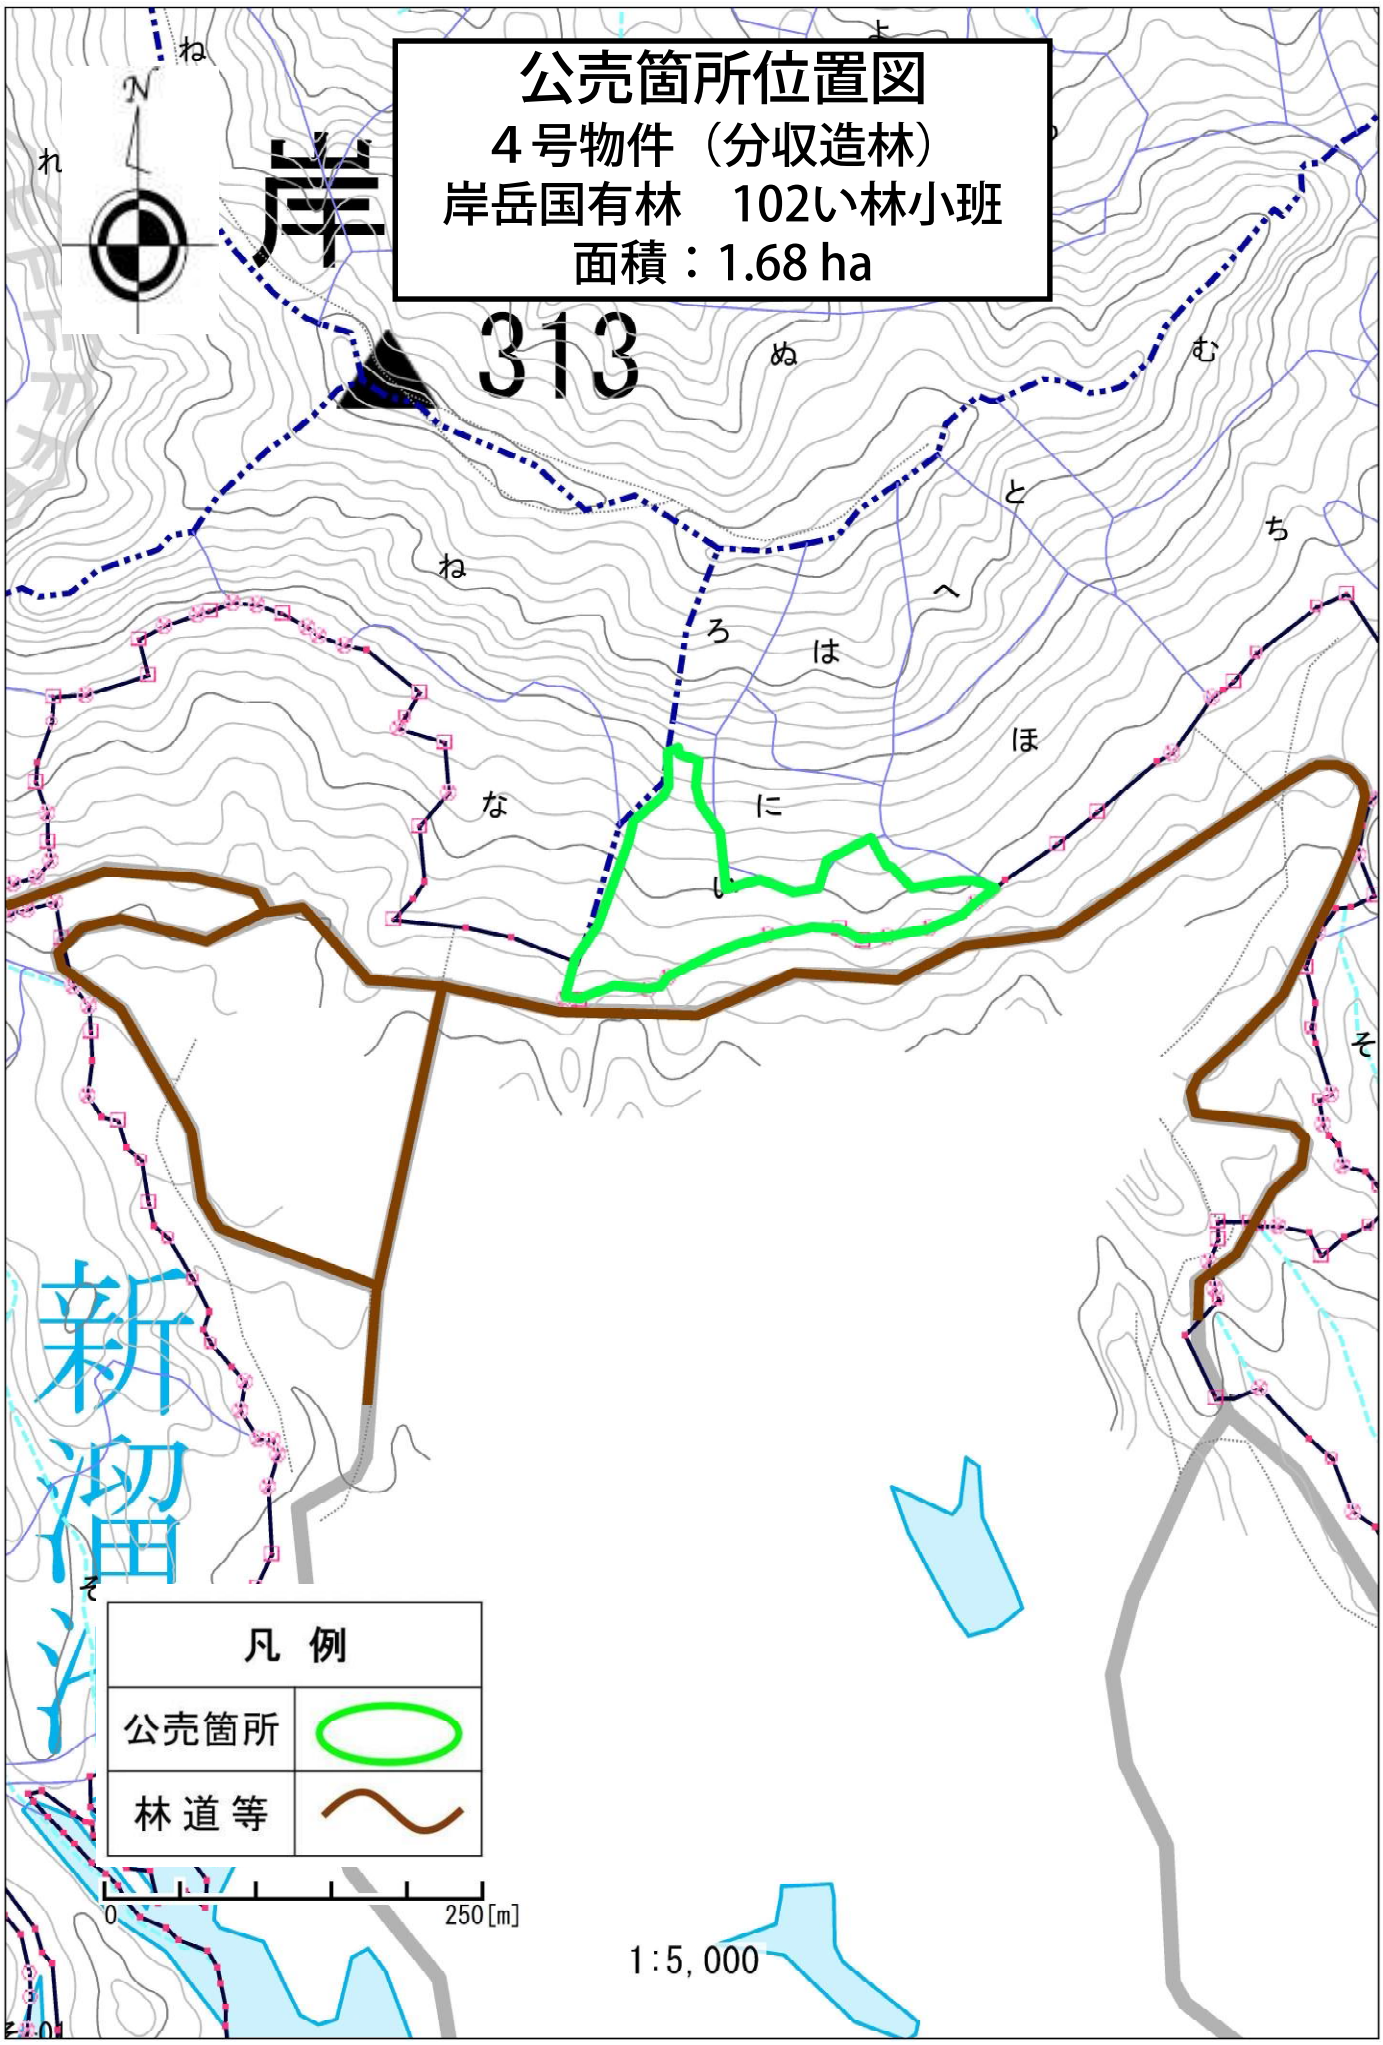 公売箇所位置図
４号物件（分収造林）
岸岳国有林　102い林小班
面積：1.68 ha
N
ね
れ
よ
岸
313
ぬ
む
と
ち
ね
へ
ろ
は
ほ
な
に
い
そ
新
溜
そ
凡 例
公売箇所
林道等
0 250[m]
1:5,000